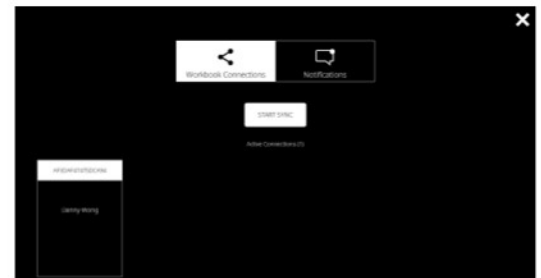 Workbook Connections
Notifications
START SYNC
Active Connections (1)
Danny Wong